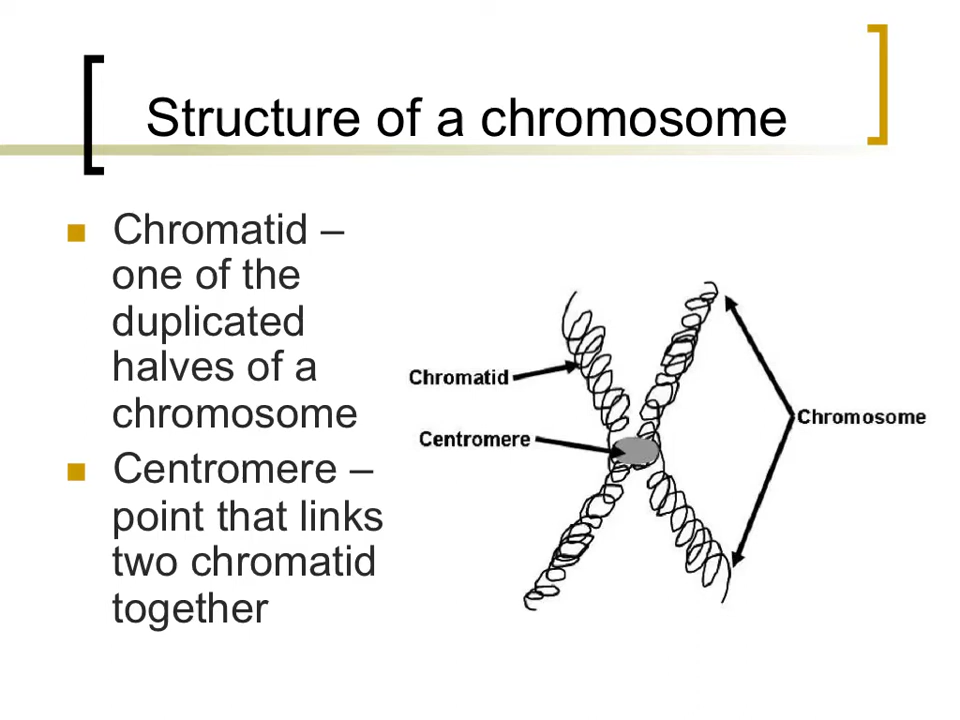 Structure of a chromosome
Chromatid –
one of the
duplicated
halves of a
chromosome
Centromere –
point that links
two chromatid
together
Chromatid
Centromere
Chromosome